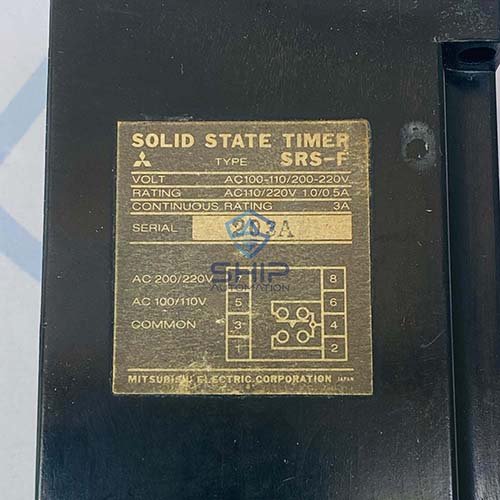 SOLID STATE TIMER
TYPE SRS-F
VOLT AC100-110/200-220V
RATING AC110/220V 1.0/0.5A
CONTINUOUS RATING 3A
SERIAL
SHIP
AUTOMATION
AC 200/220V 7 8
AC 100/110V 5 6
COMMON 3 4
2
MITSUBISHI ELECTRIC CORPORATION JAPAN